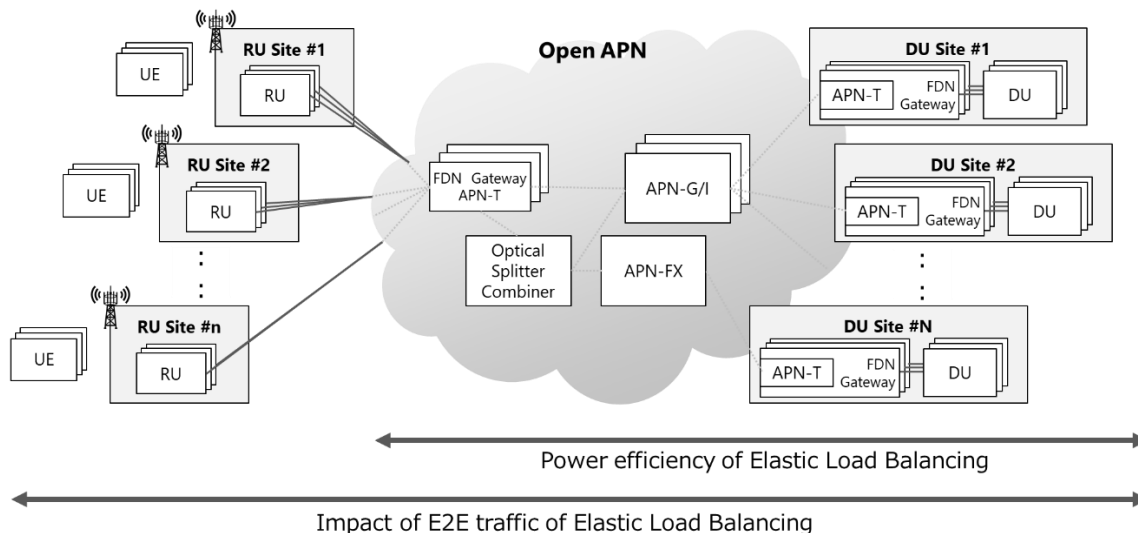 RU Site #1
UE
RU
Open APN
DU Site #1
APN-T
FDN
Gateway
DU
RU Site #2
UE
RU
FDN Gateway
APN-T
APN-G/I
DU Site #2
APN-T
FDN
Gateway
DU
Optical
Splitter
Combiner
APN-FX
RU Site #n
UE
RU
DU Site #N
APN-T
FDN
Gateway
DU
Power efficiency of Elastic Load Balancing
Impact of E2E traffic of Elastic Load Balancing